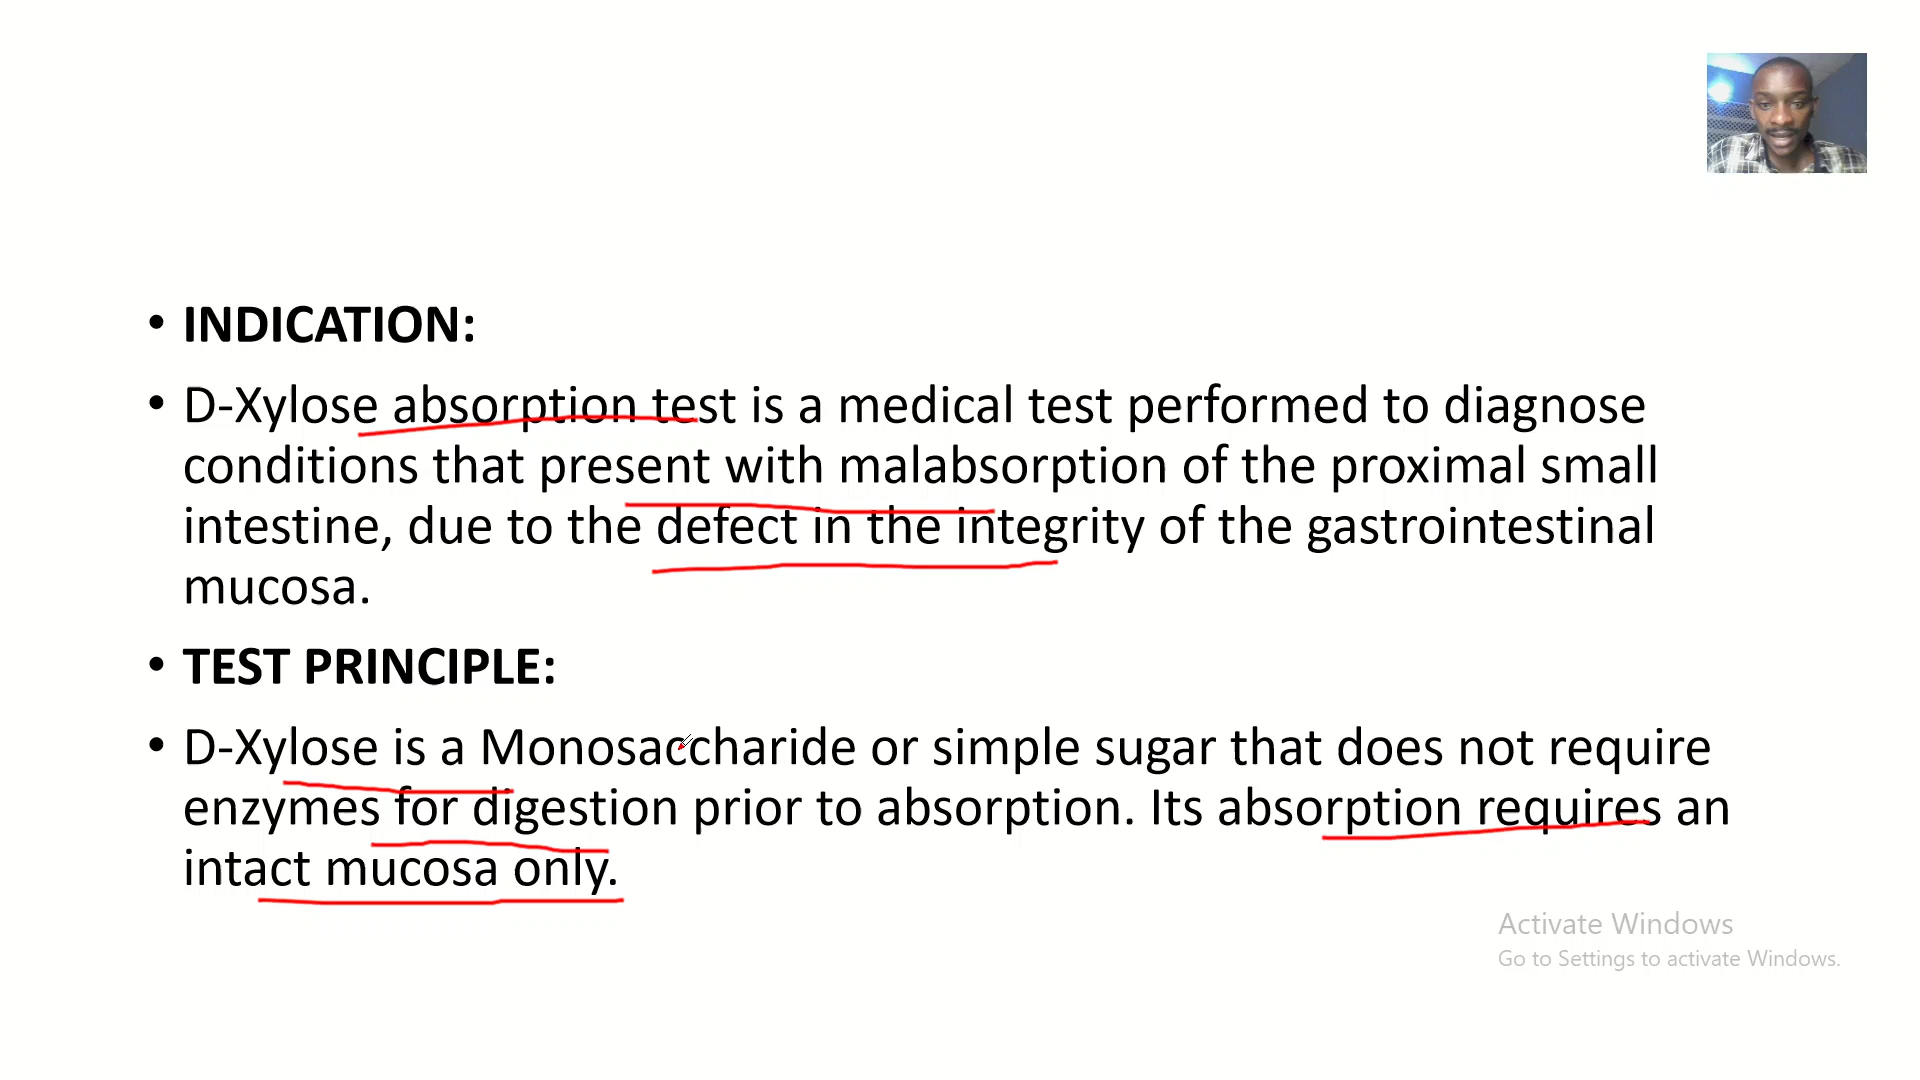 • INDICATION:
• D-Xylose absorption test is a medical test performed to diagnose
conditions that present with malabsorption of the proximal small
intestine, due to the defect in the integrity of the gastrointestinal
mucosa.
• TEST PRINCIPLE:
• D-Xylose is a Monosaccharide or simple sugar that does not require
enzymes for digestion prior to absorption. Its absorption requires an
intact mucosa only.
Activate Windows
Go to Settings to activate Windows.